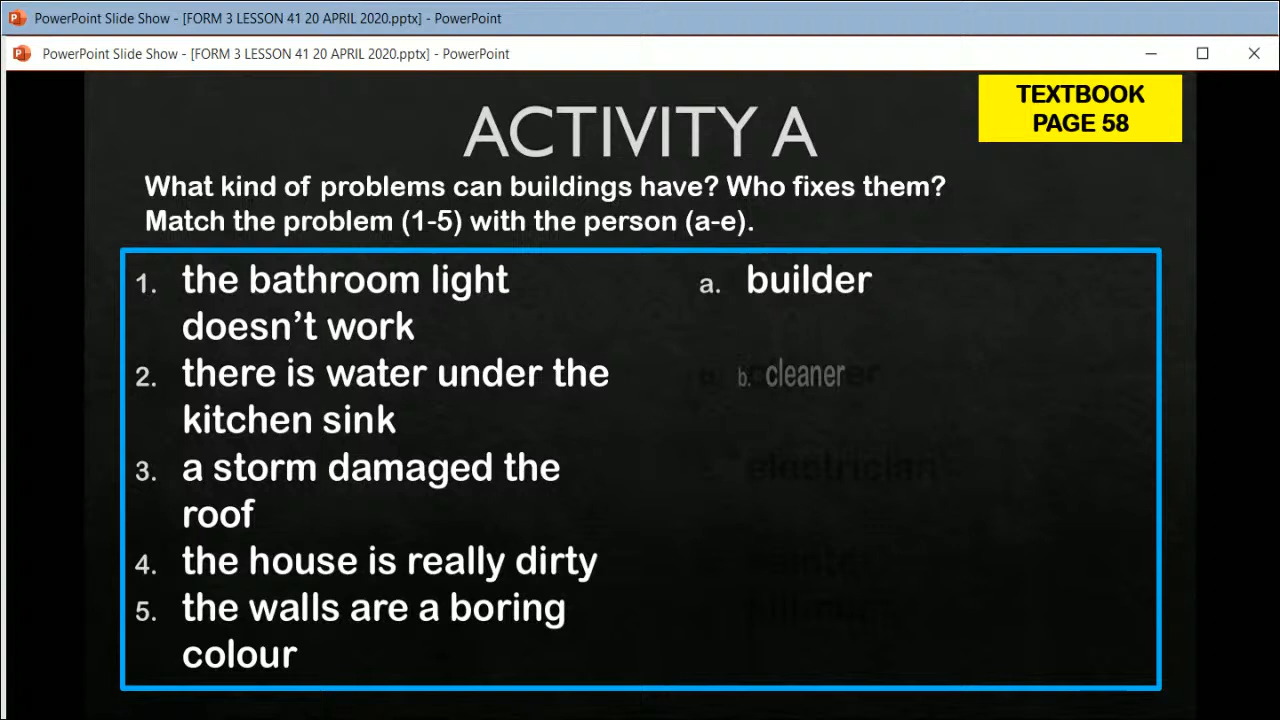 PowerPoint Slide Show - [FORM 3 LESSON 41 20 APRIL 2020.pptx] - PowerPoint
PowerPoint Slide Show - [FORM 3 LESSON 41 20 APRIL 2020.pptx] - PowerPoint
TEXTBOOK
PAGE 58
ACTIVITY A
What kind of problems can buildings have? Who fixes them?
Match the problem (1-5) with the person (a-e).
1. the bathroom light
doesn’t work
2. there is water under the
kitchen sink
3. a storm damaged the
roof
4. the house is really dirty
5. the walls are a boring
colour
a. builder
b. cleaner
electrician